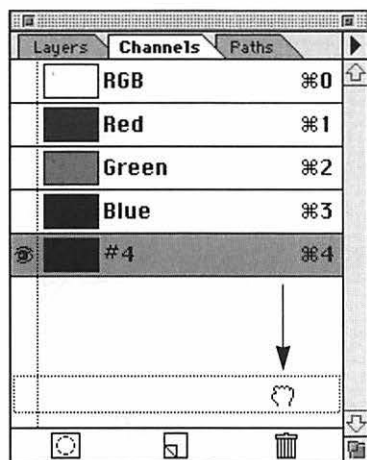 Layers Channels Paths
RGB ⌘0
Red ⌘1
Green ⌘2
Blue ⌘3
#4 ⌘4